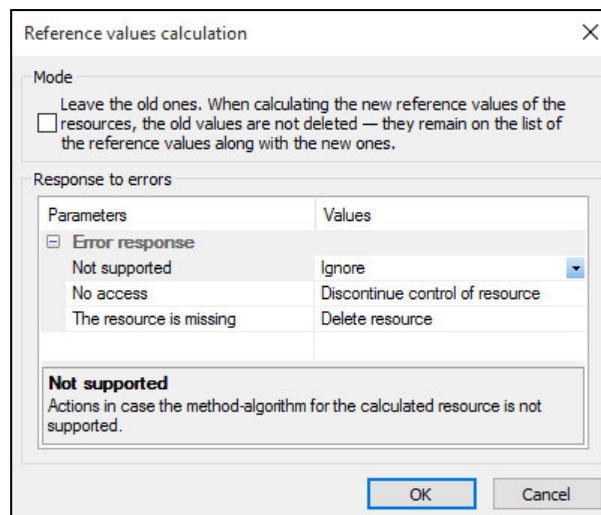 Reference values calculation
Mode
Leave the old ones. When calculating the new reference values of the
resources, the old values are not deleted — they remain on the list of
the reference values along with the new ones.
Response to errors
Parameters Values
Error response
Not supported Ignore
No access Discontinue control of resource
The resource is missing Delete resource
Not supported
Actions in case the method-algorithm for the calculated resource is not
supported.
OK Cancel